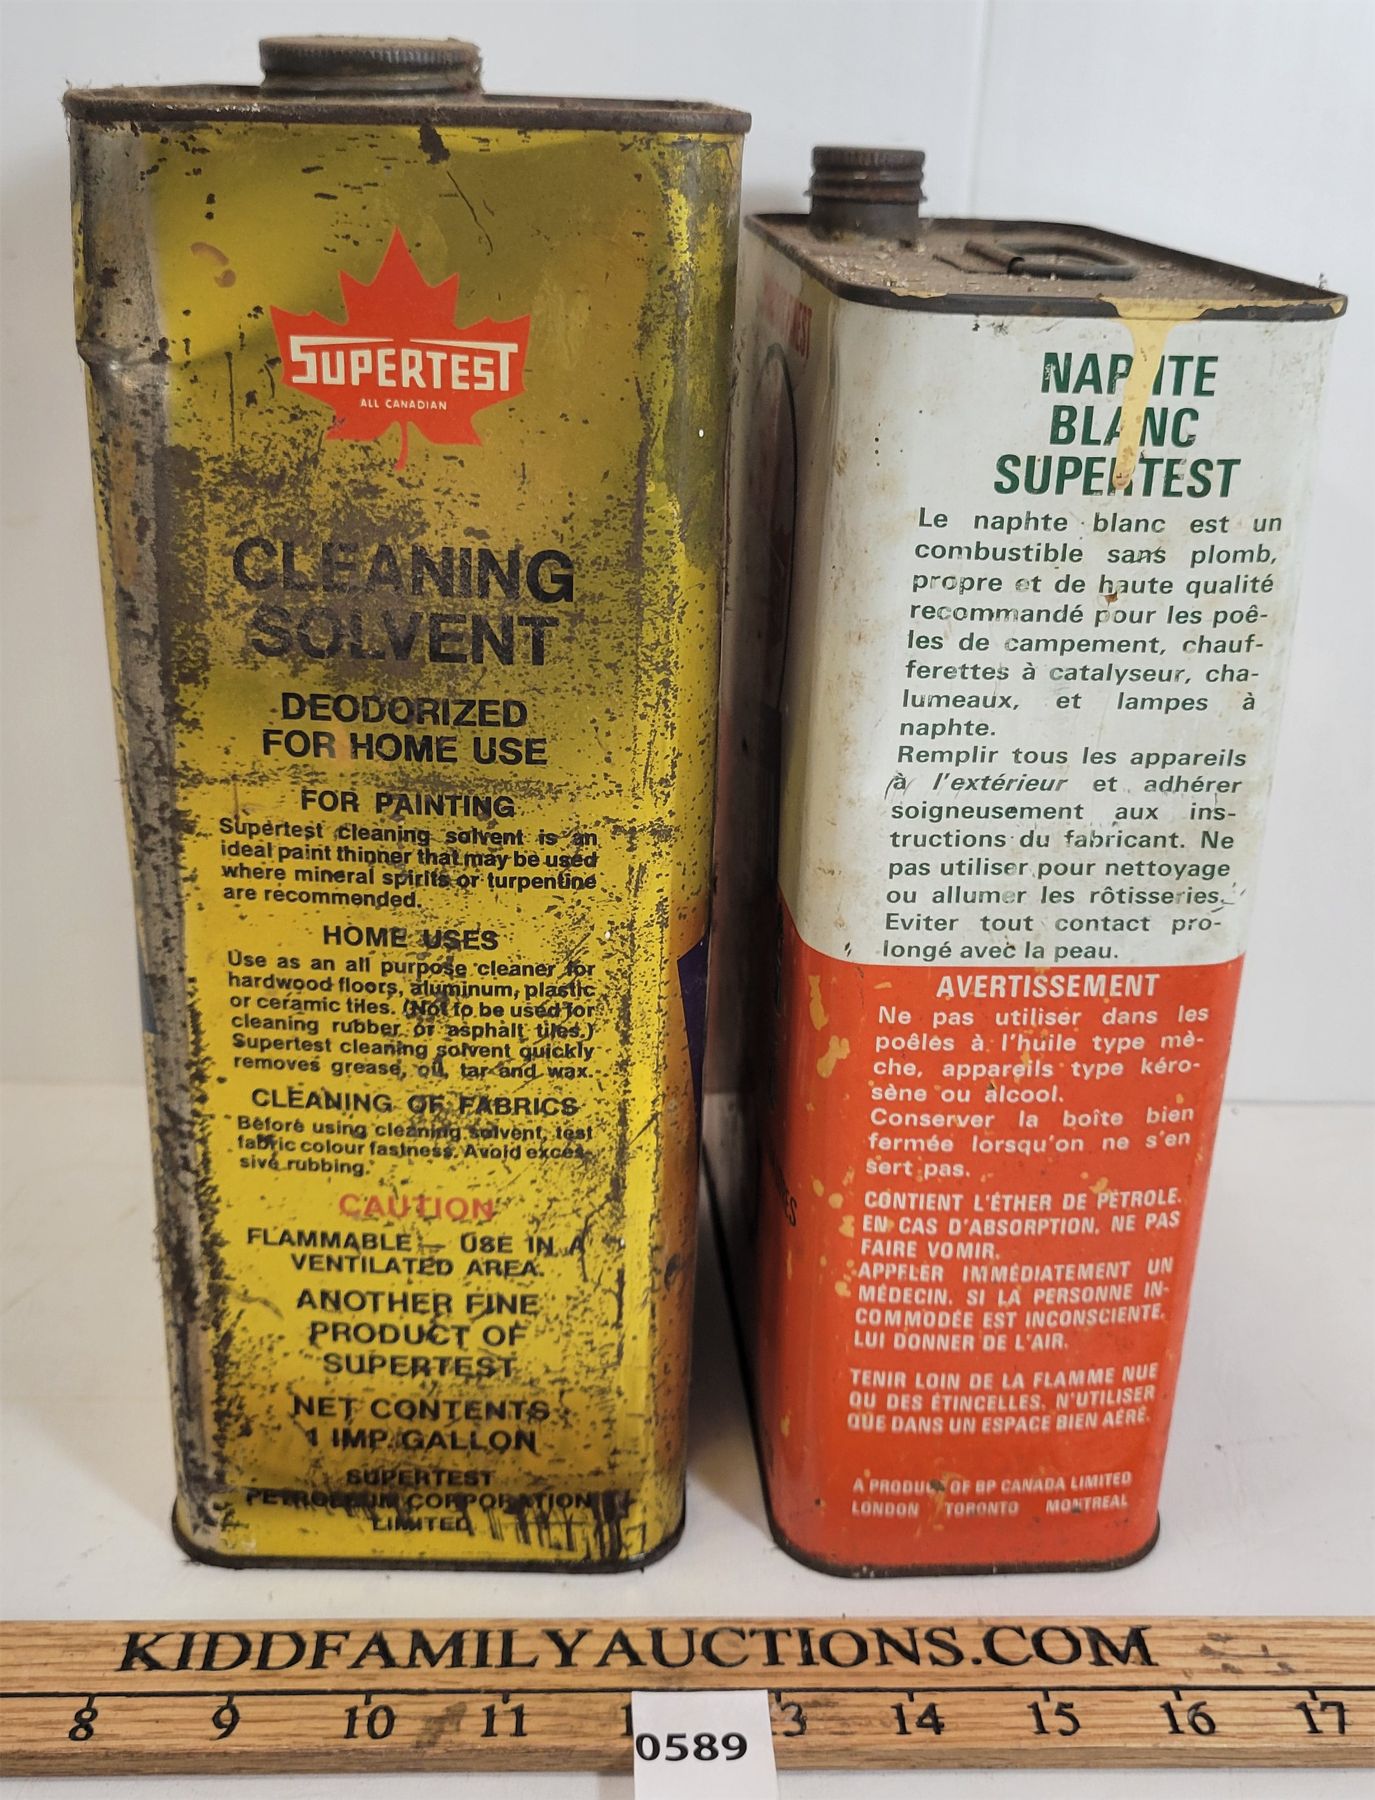 SUPERTEST
ALL CANADIAN
CLEANING
SOLVENT
DEODORIZED
FOR HOME USE
FOR PAINTING
Supertest cleaning solvent is an
ideal paint thinner that may be used
where mineral spirits or turpentine
are recommended.
HOME USES
Use as an all purpose cleaner for
hardwood floors, aluminum, plastic
or ceramic tiles. (Not to be used for
cleaning rubber or asphalt tiles.)
Supertest cleaning solvent quickly
removes grease, oil, tar and wax.
CLEANING OF FABRICS
Before using cleaning solvent, test
fabric colour fastness. Avoid exces-
sive rubbing.
CAUTION
FLAMMABLE — USE IN A
VENTILATED AREA.
ANOTHER FINE
PRODUCT OF
SUPERTEST
NET CONTENTS
1 IMP. GALLON
SUPERTEST
PETROLEUM CORPORATION
LIMITED
NAPHTE
BLANC
SUPERTEST
Le naphte blanc est un
combustible sans plomb,
propre et de haute qualité
recommandé pour les poê-
les de campement, chauf-
ferettes à catalyseur, cha-
lumeaux, et lampes à
naphte.
Remplir tous les appareils
à l'extérieur et adhérer
soigneusement aux ins-
tructions du fabricant. Ne
pas utiliser pour nettoyage
ou allumer les rôtisseries.
Eviter tout contact pro-
longé avec la peau.
AVERTISSEMENT
Ne pas utiliser dans les
poêles à l'huile type mè-
che, appareils type kéro-
sène ou alcool.
Conserver la boîte bien
fermée lorsqu'on ne s'en
sert pas.
CONTIENT L'ÉTHER DE PÉTROLE.
EN CAS D'ABSORPTION, NE PAS
FAIRE VOMIR.
APPELER IMMÉDIATEMENT UN
MÉDECIN. SI LA PERSONNE IN-
COMMODÉE EST INCONSCIENTE,
LUI DONNER DE L'AIR.
TENIR LOIN DE LA FLAMME NUE
OU DES ÉTINCELLES. N'UTILISER
QUE DANS UN ESPACE BIEN AÉRÉ.
A PRODUCT OF BP CANADA LIMITED
LONDON TORONTO MONTREAL
KIDDFAMILYAUCTIONS.COM
8 9 10 11 13 14 15 16 17
0589